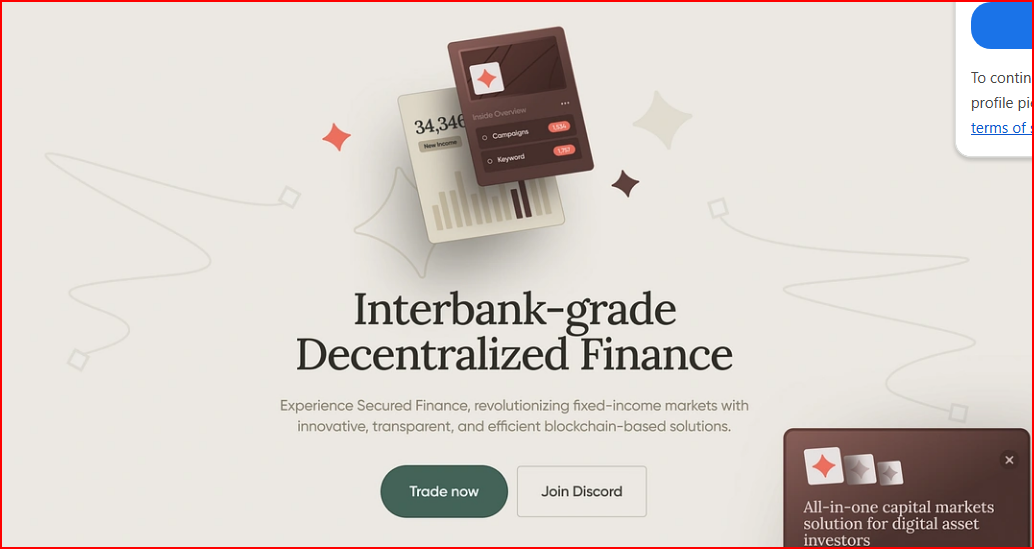 34,346
New Income
Inside Overview
Campaigns 1,534
Keyword 1,757
To contin
profile pi
terms of s
Interbank-grade
Decentralized Finance
Experience Secured Finance, revolutionizing fixed-income markets with
innovative, transparent, and efficient blockchain-based solutions.
Trade now
Join Discord
All-in-one capital markets
solution for digital asset
investors